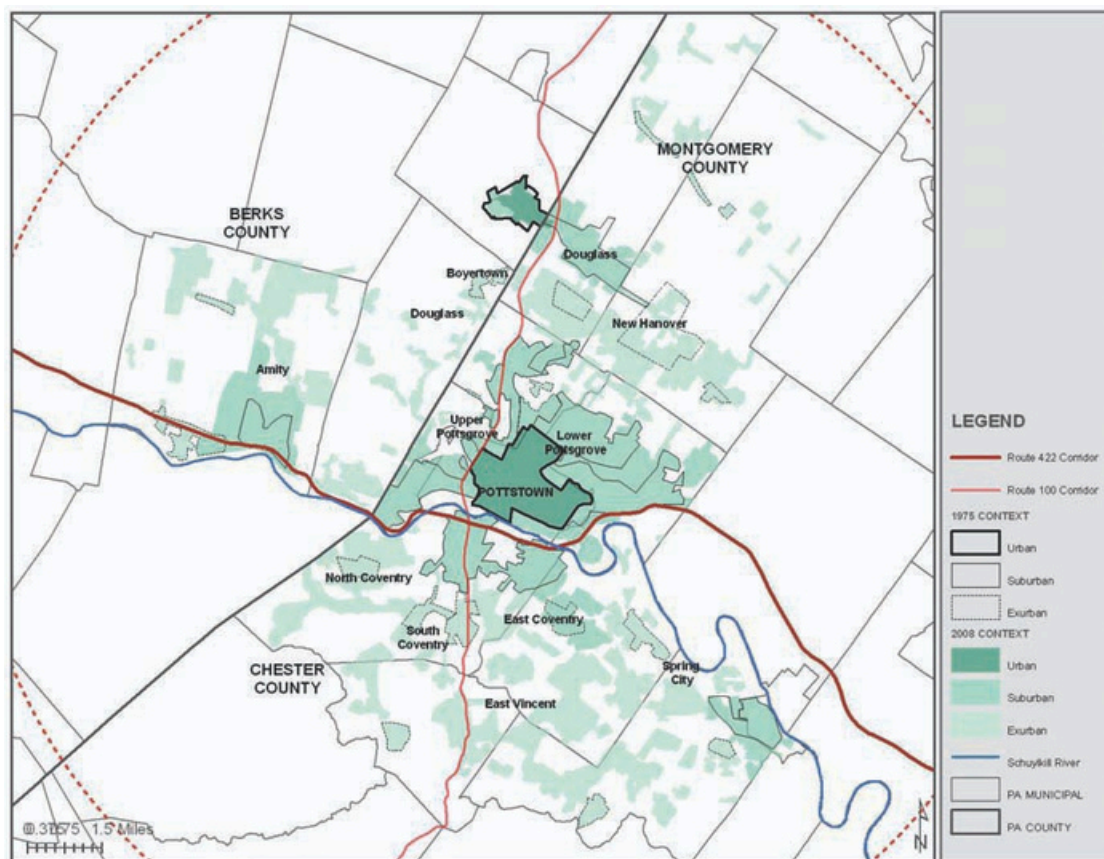 MONTGOMERY
COUNTY
BERKS
COUNTY
Douglass
Boyertown
Douglass
New Hanover
Amity
Upper
Pottsgrove
Lower
Pottsgrove
POTTSTOWN
North Coventry
East Coventry
South
Coventry
CHESTER
COUNTY
Spring
City
East Vincent
1.5 Miles
N
LEGEND
Route 422 Corridor
Route 100 Corridor
1975 CONTEXT
Urban
Suburban
Exurban
2008 CONTEXT
Urban
Suburban
Exurban
Schuylkill River
PA MUNICIPAL
PA COUNTY